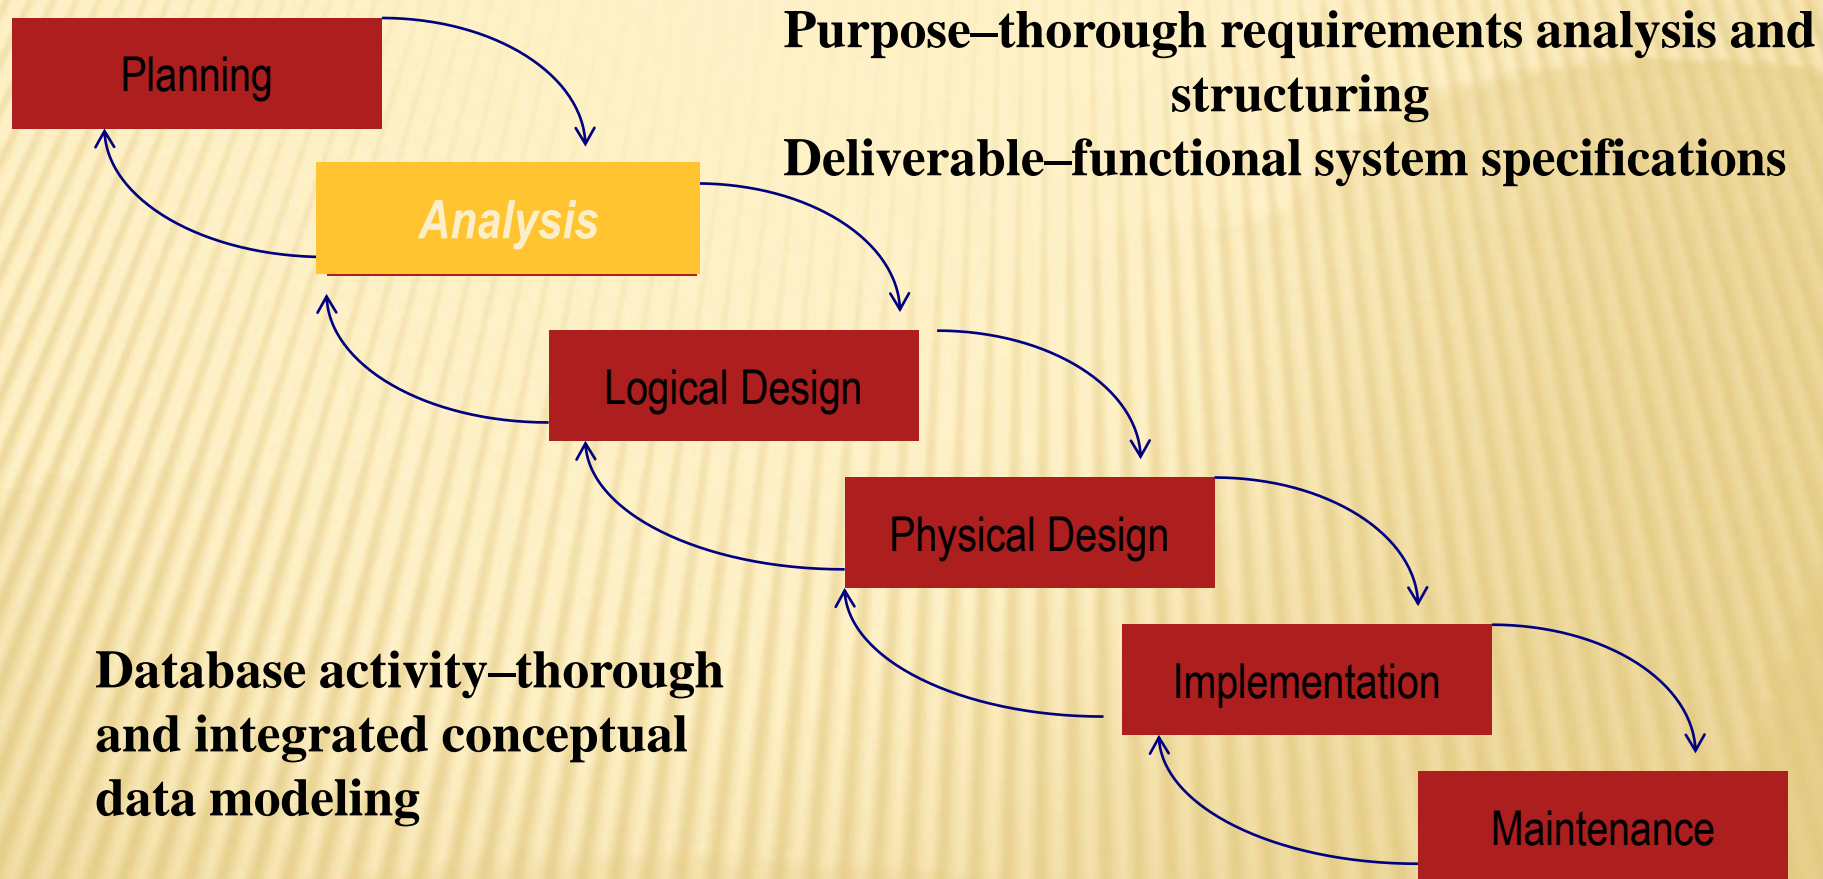 Purpose–thorough requirements analysis and
structuring
Deliverable–functional system specifications
Planning
Analysis
Logical Design
Physical Design
Implementation
Maintenance
Database activity–thorough
and integrated conceptual
data modeling